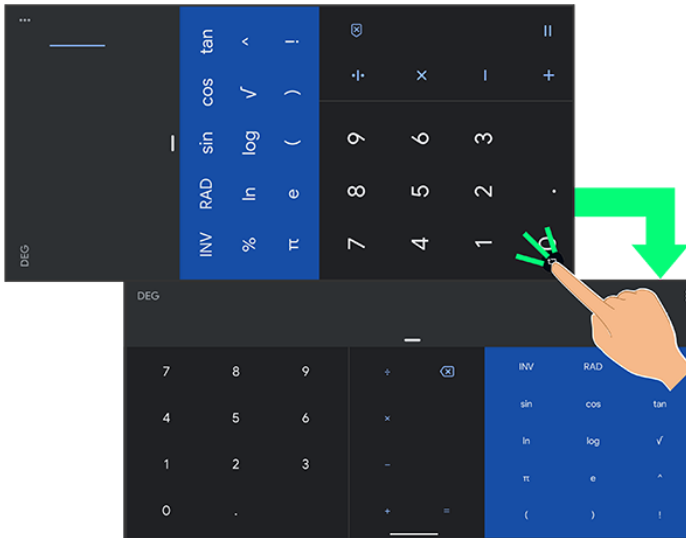 DEG
INV RAD sin cos tan
% ln log √ ^
π e ( ) !
7 8 9 ÷
4 5 6 ×
1 2 3 −
0 . + =
DEG
7 8 9
4 5 6
1 2 3
0 .
÷
×
−
+ =
INV RAD
sin cos tan
ln log √
π e ^
( ) !